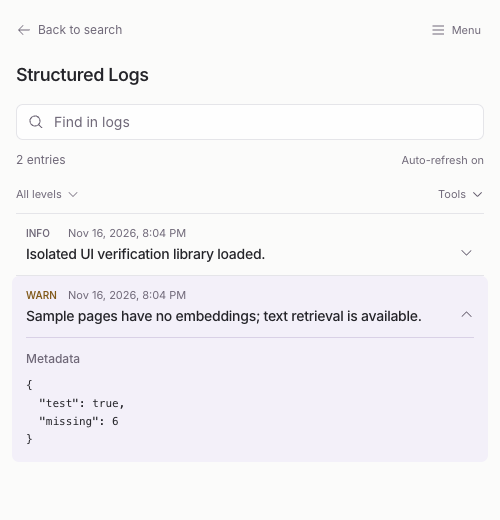 Back to search
Menu
Structured Logs
Find in logs
2 entries
Auto-refresh on
All levels
Tools
INFO Nov 16, 2026, 8:04 PM
Isolated UI verification library loaded.
WARN Nov 16, 2026, 8:04 PM
Sample pages have no embeddings; text retrieval is available.
Metadata
{
  "test": true,
  "missing": 6
}